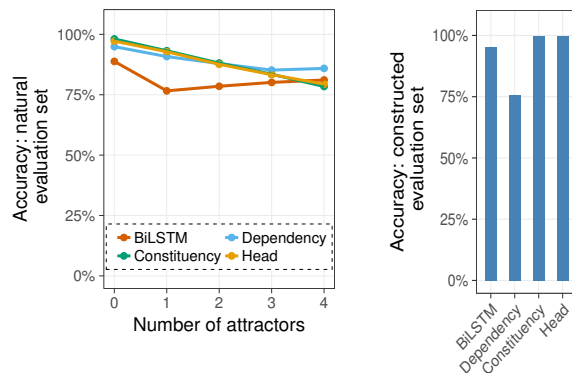 Accuracy: natural
evaluation set
100%
75%
50%
25%
0%
BiLSTM
Dependency
Constituency
Head
0 1 2 3 4
Number of attractors
Accuracy: constructed
evaluation set
100%
75%
50%
25%
0%
BiLSTM
Dependency
Constituency
Head